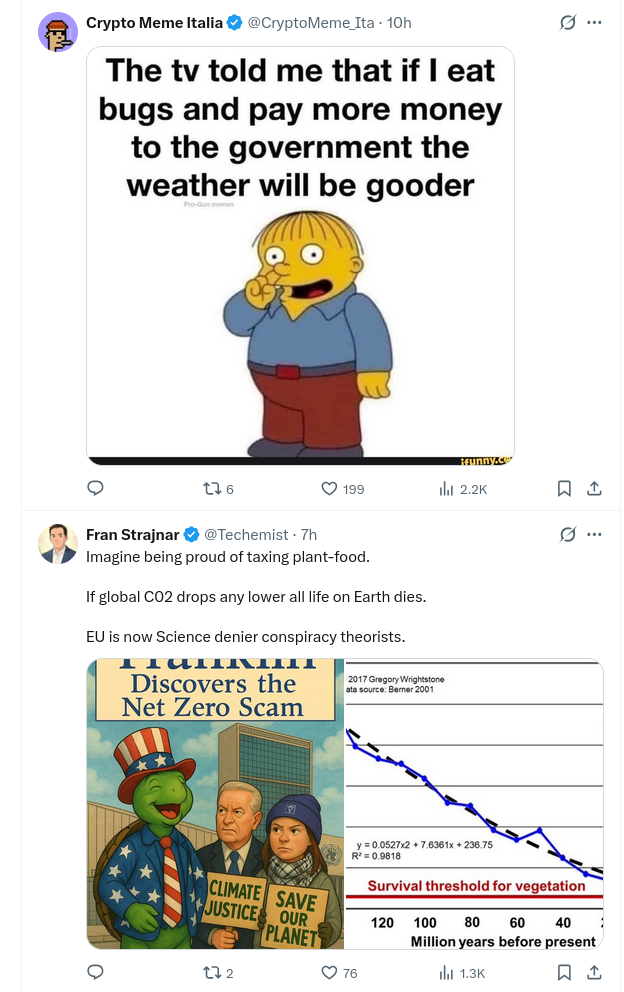 Crypto Meme Italia @CryptoMeme_Ita · 10h
The tv told me that if I eat
bugs and pay more money
to the government the
weather will be gooder
Pro-Gun memes
6 199 2.2K
Fran Strajnar @Techemist · 7h
Imagine being proud of taxing plant-food.
If global C02 drops any lower all life on Earth dies.
EU is now Science denier conspiracy theorists.
Franklin
Discovers the
Net Zero Scam
CLIMATE
JUSTICE
SAVE
OUR
PLANET
2017 Gregory Wrightstone
ata source: Berner 2001
y = 0.0527x2 + 7.6361x + 236.75
R² = 0.9818
Survival threshold for vegetation
120 100 80 60 40
Million years before present
2 76 1.3K